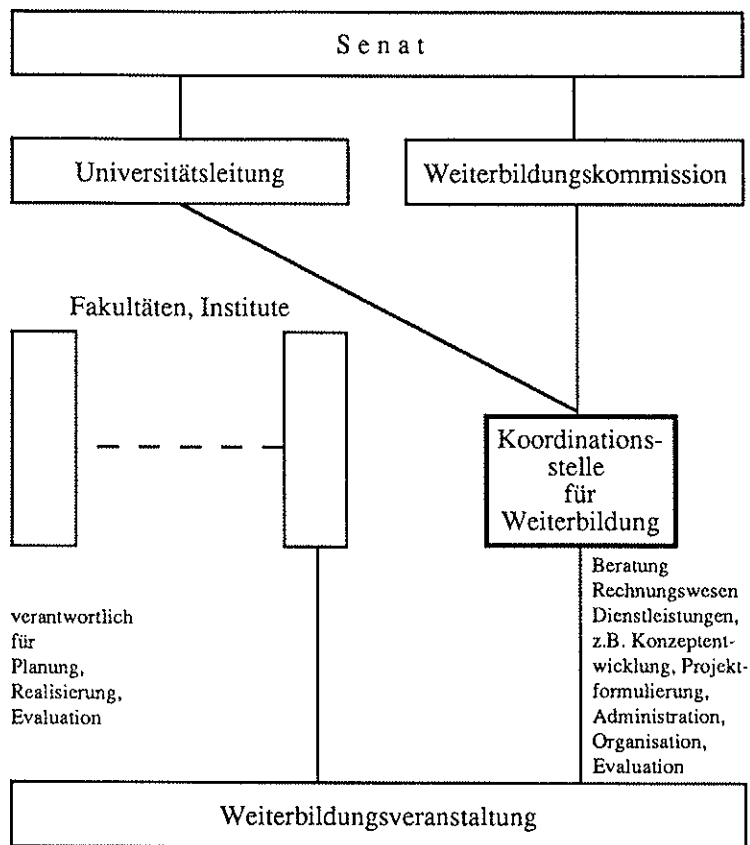 Senat
Universitätsleitung
Weiterbildungskommission
Fakultäten, Institute
Koordinations-
stelle
für
Weiterbildung
verantwortlich
für
Planung,
Realisierung,
Evaluation
Beratung
Rechnungswesen
Dienstleistungen,
z.B. Konzeptent-
wicklung, Projekt-
formulierung,
Administration,
Organisation,
Evaluation
Weiterbildungsveranstaltung